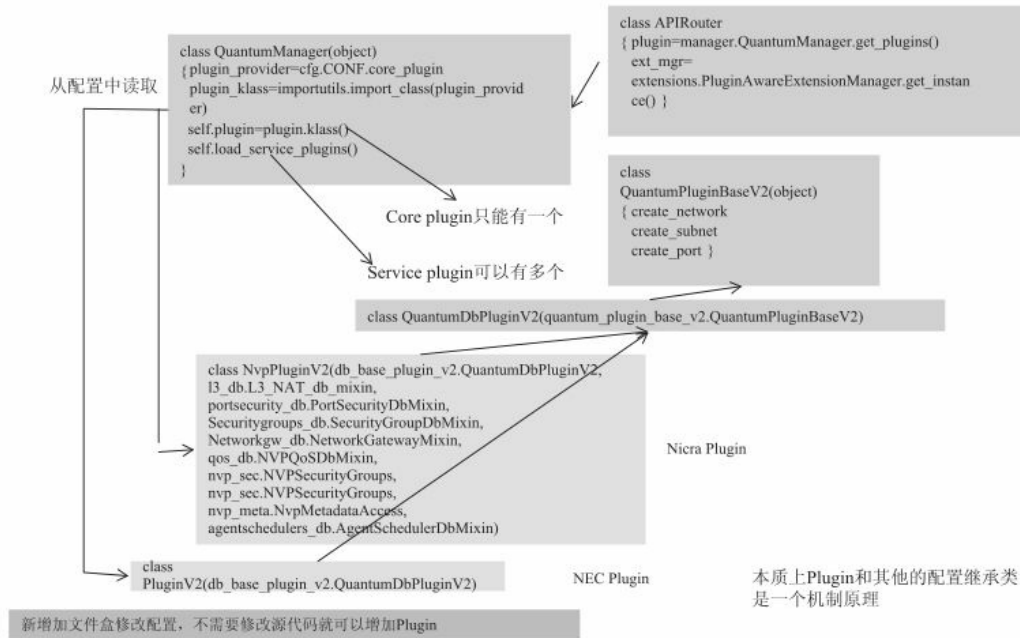 从配置中读取
class QuantumManager(object)
{ plugin_provider=cfg.CONF.core_plugin
plugin_klass=importutils.import_class(plugin_provid
er)
self.plugin=plugin.klass()
self.load_service_plugins()
}
class APIRouter
{ plugin=manager.QuantumManager.get_plugins()
ext_mgr=
extensions.PluginAwareExtensionManager.get_instan
ce() }
Core plugin只能有一个
Service plugin可以有多个
class
QuantumPluginBaseV2(object)
{ create_network
create_subnet
create_port }
class QuantumDbPluginV2(quantum_plugin_base_v2.QuantumPluginBaseV2)
class NvpPluginV2(db_base_plugin_v2.QuantumDbPluginV2,
l3_db.L3_NAT_db_mixin,
portsecurity_db.PortSecurityDbMixin,
Securitygroups_db.SecurityGroupDbMixin,
Networkgw_db.NetworkGatewayMixin,
qos_db.NVPQoSDbMixin,
nvp_sec.NVPSecurityGroups,
nvp_sec.NVPSecurityGroups,
nvp_meta.NvpMetadataAccess,
agentschedulers_db.AgentSchedulerDbMixin)
Nicra Plugin
class
PluginV2(db_base_plugin_v2.QuantumDbPluginV2)
NEC Plugin
本质上Plugin和其他的配置继承类
是一个机制原理
新增加文件盒修改配置，不需要修改源代码就可以增加Plugin